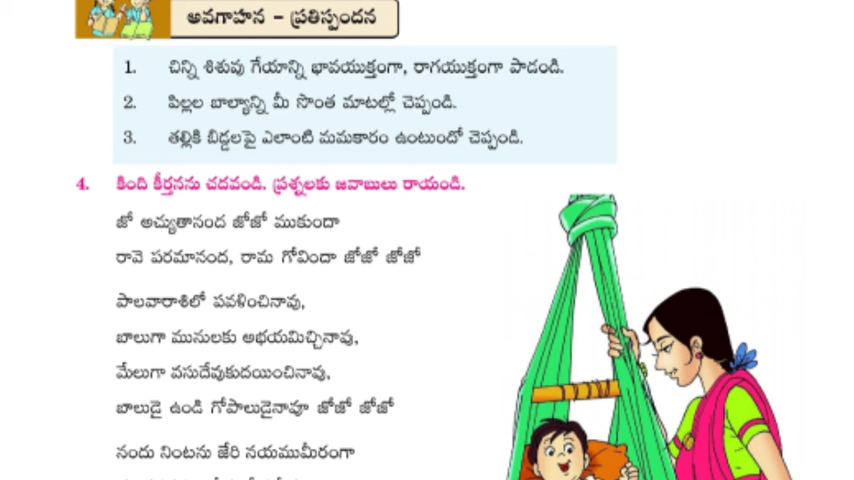 అవగాహన – ప్రతిస్పందన
1. చిన్ని శిశువు గేయాన్ని భావయుక్తంగా, రాగయుక్తంగా పాడండి.
2. పిల్లల బాల్యాన్ని మీ సొంత మాటల్లో చెప్పండి.
3. తల్లికి బిడ్డలపై ఎలాంటి మమకారం ఉంటుందో చెప్పండి.
4. కింది కీర్తనను చదవండి. ప్రశ్నలకు జవాబులు రాయండి.
జో అచ్యుతానంద జోజో ముకుందా
రావె పరమానంద, రామ గోవిందా జోజో జోజో
పాలవారాశిలో పవళించినావు,
బాలుగా మునులకు అభయమిచ్చినావు,
మేలుగా వసుదేవుకుదయించినావు,
బాలుడై ఉండి గోపాలుడైనావూ జోజో జోజో
నందు నింటను జేరి నయముమీరంగా